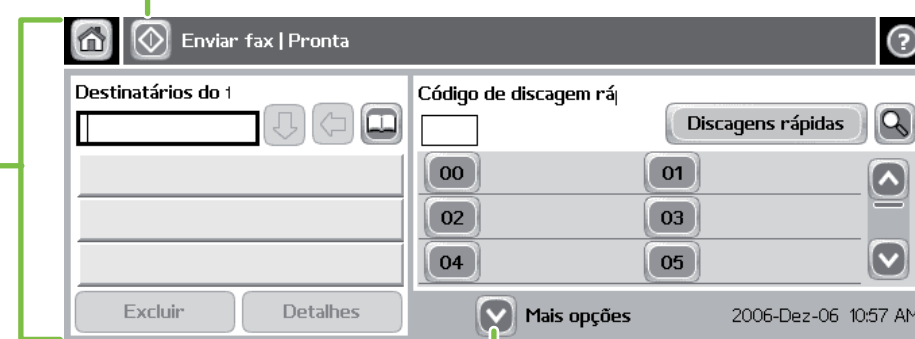 Enviar fax | Pronta
?
Destinatários do f
Código de discagem rá
Discagens rápidas
00
01
02
03
04
05
Excluir
Detalhes
Mais opções
2006-Dez-06 10:57 AM